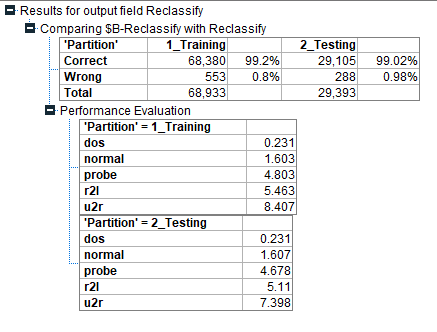 Results for output field Reclassify
Comparing $B-Reclassify with Reclassify
'Partition' 1_Training 2_Testing
Correct 68,380 99.2% 29,105 99.02%
Wrong 553 0.8% 288 0.98%
Total 68,933 29,393
Performance Evaluation
'Partition' = 1_Training
dos 0.231
normal 1.603
probe 4.803
r2l 5.463
u2r 8.407
'Partition' = 2_Testing
dos 0.231
normal 1.607
probe 4.678
r2l 5.11
u2r 7.398